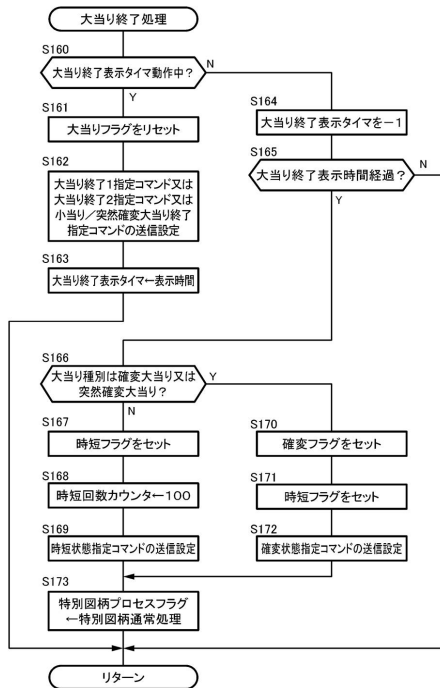 大当り終了処理
S160
大当り終了表示タイマ動作中?
N
Y
S161
大当りフラグをリセット
S162
大当り終了1指定コマンド又は
大当り終了2指定コマンド又は
小当り/突然確変大当り終了
指定コマンドの送信設定
S163
大当り終了表示タイマ←表示時間
S164
大当り終了表示タイマを-1
S165
大当り終了表示時間経過?
N
Y
S166
大当り種別は確変大当り又は
突然確変大当り?
Y
N
S167
時短フラグをセット
S168
時短回数カウンタ←100
S169
時短状態指定コマンドの送信設定
S170
確変フラグをセット
S171
時短フラグをセット
S172
確変状態指定コマンドの送信設定
S173
特別図柄プロセスフラグ
←特別図柄通常処理
リターン